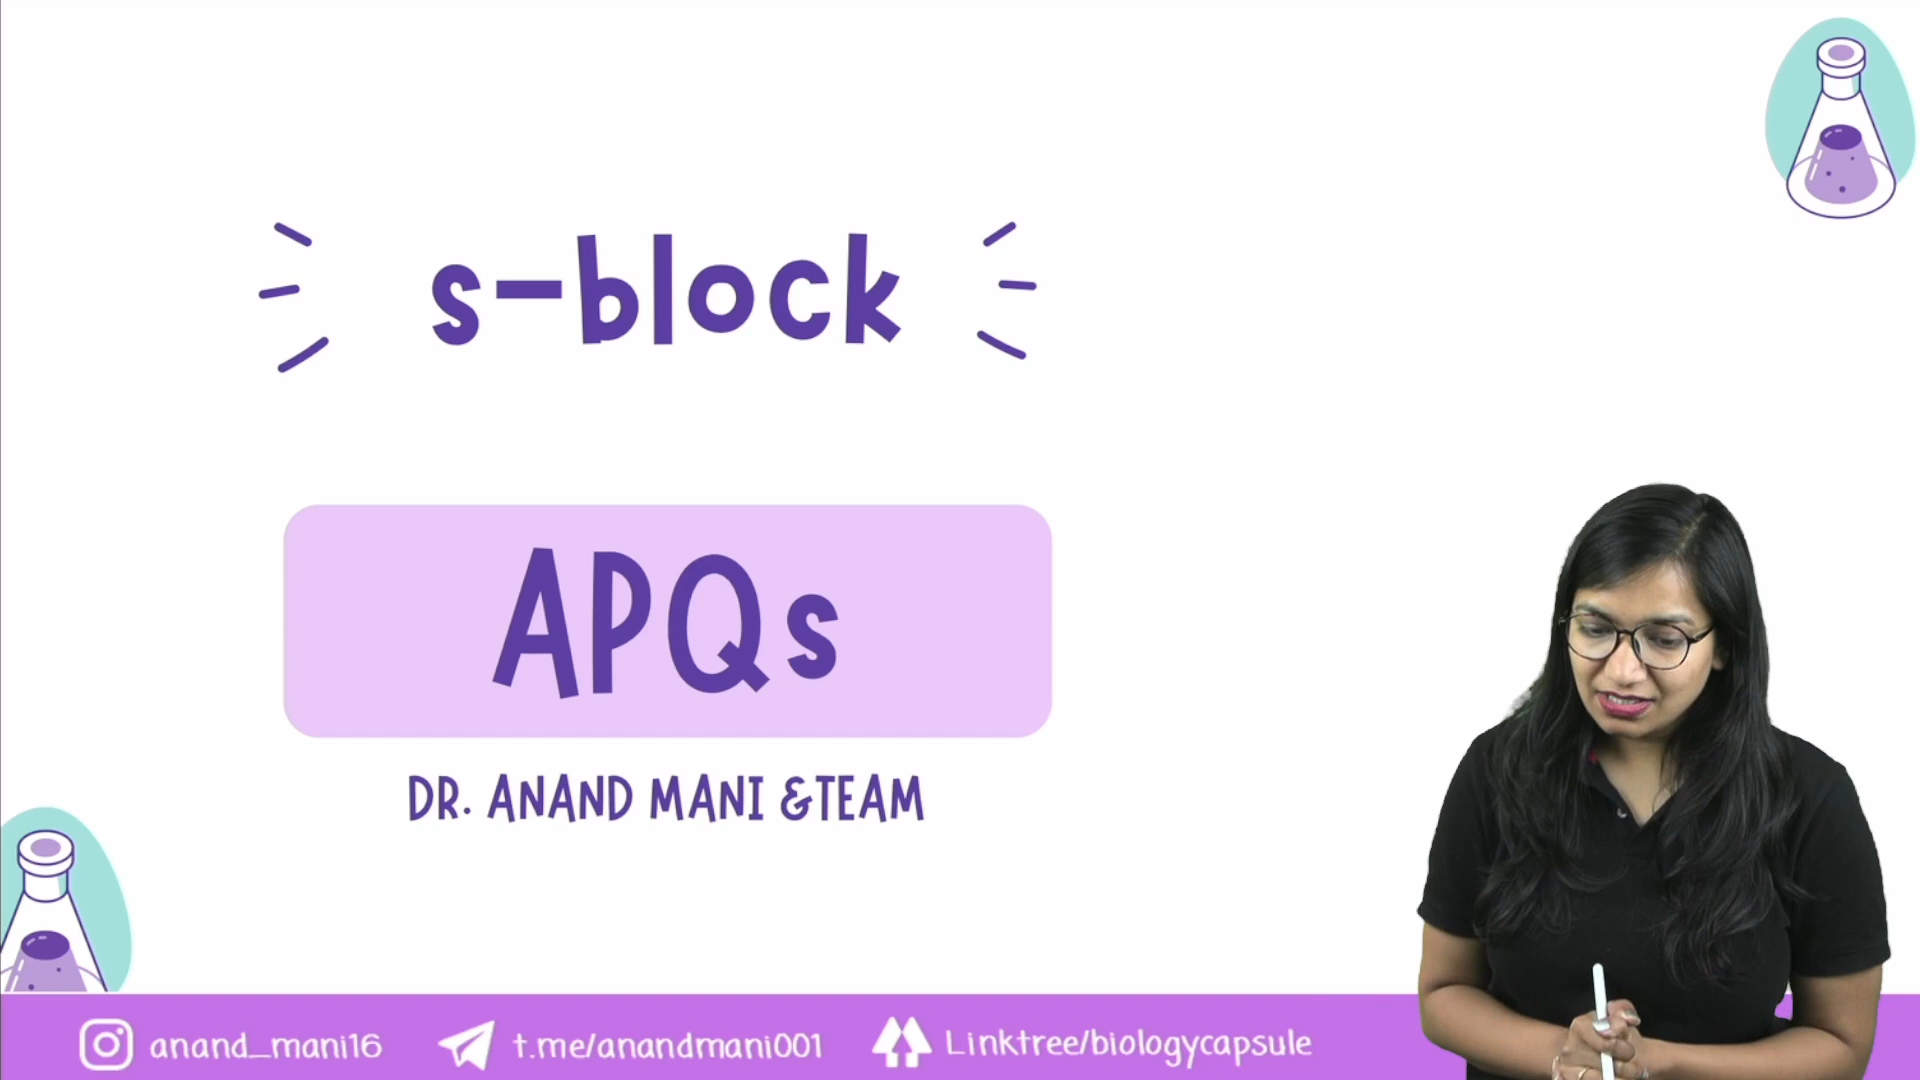 s-block
APQs
DR. ANAND MANI &TEAM
anand_mani16 t.me/anandmani001 Linktree/biologycapsule